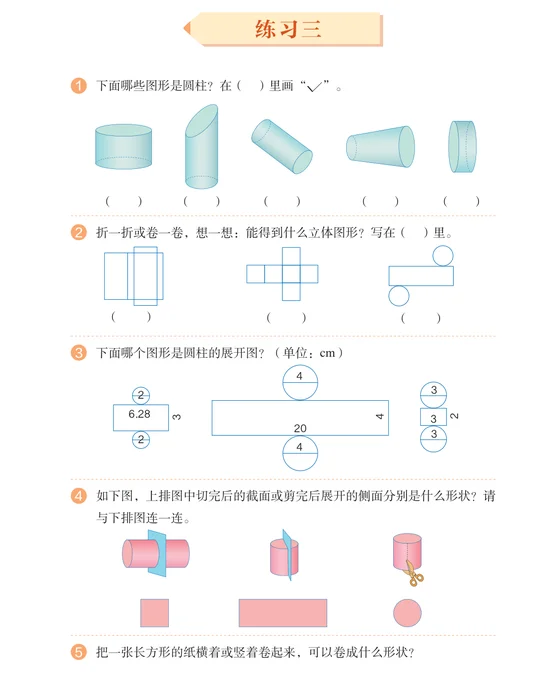 练习三
1 下面哪些图形是圆柱？在（ ）里画“✓”。
（ ） （ ） （ ） （ ） （ ）
2 折一折或卷一卷，想一想：能得到什么立体图形？写在（ ）里。
（ ） （ ） （ ）
3 下面哪个图形是圆柱的展开图？（单位：cm）
2 6.28 3 2
4 4 20 4
3 3 2 3
4 如下图，上排图中切完后的截面或剪完后展开的侧面分别是什么形状？请
与下排图连一连。
5 把一张长方形的纸横着或竖着卷起来，可以卷成什么形状？